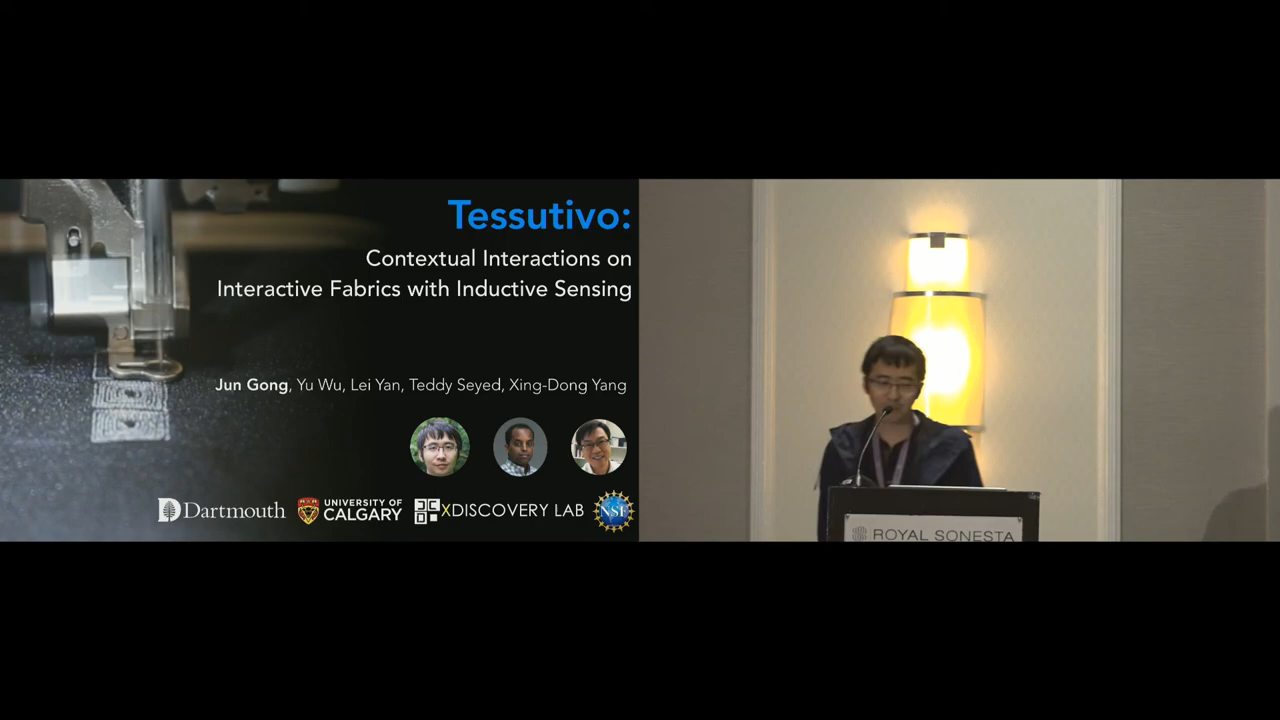 Tessutivo:
Contextual Interactions on
Interactive Fabrics with Inductive Sensing
Jun Gong, Yu Wu, Lei Yan, Teddy Seyed, Xing-Dong Yang
Dartmouth
UNIVERSITY OF
CALGARY
XDISCOVERY LAB
NSF
ROYAL SONESTA